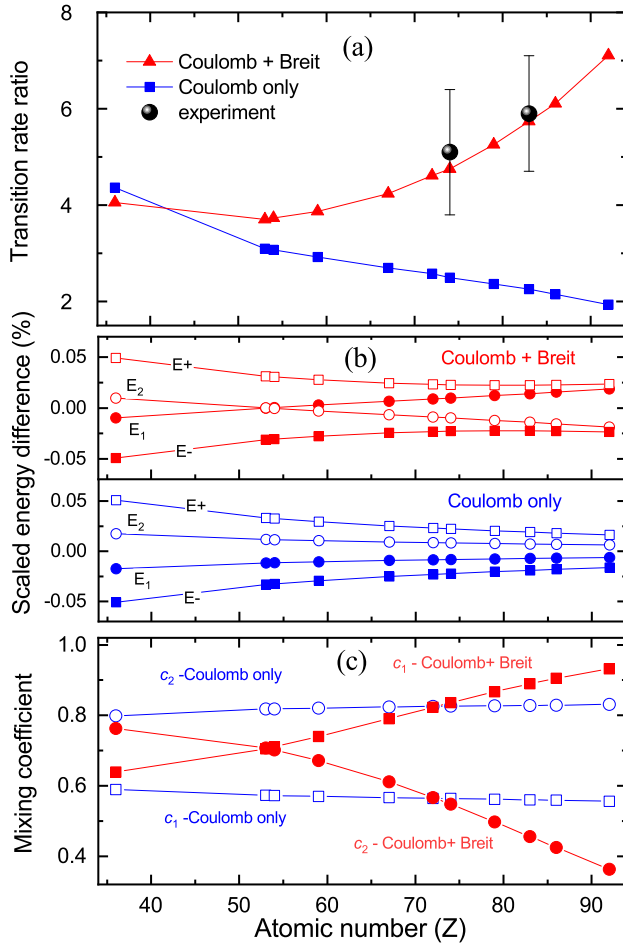 Transition rate ratio
8
6
4
2
(a)
Coulomb + Breit
Coulomb only
experiment
Scaled energy difference (%)
0.05
0.00
-0.05
(b)
Coulomb + Breit
E+
E2
E1
E-
0.05
0.00
-0.05
Coulomb only
E+
E2
E1
E-
Mixing coefficient
1.0
0.8
0.6
0.4
(c)
c2 -Coulomb only
c1 - Coulomb+ Breit
c1 -Coulomb only
c2 - Coulomb+ Breit
40 50 60 70 80 90
Atomic number (Z)